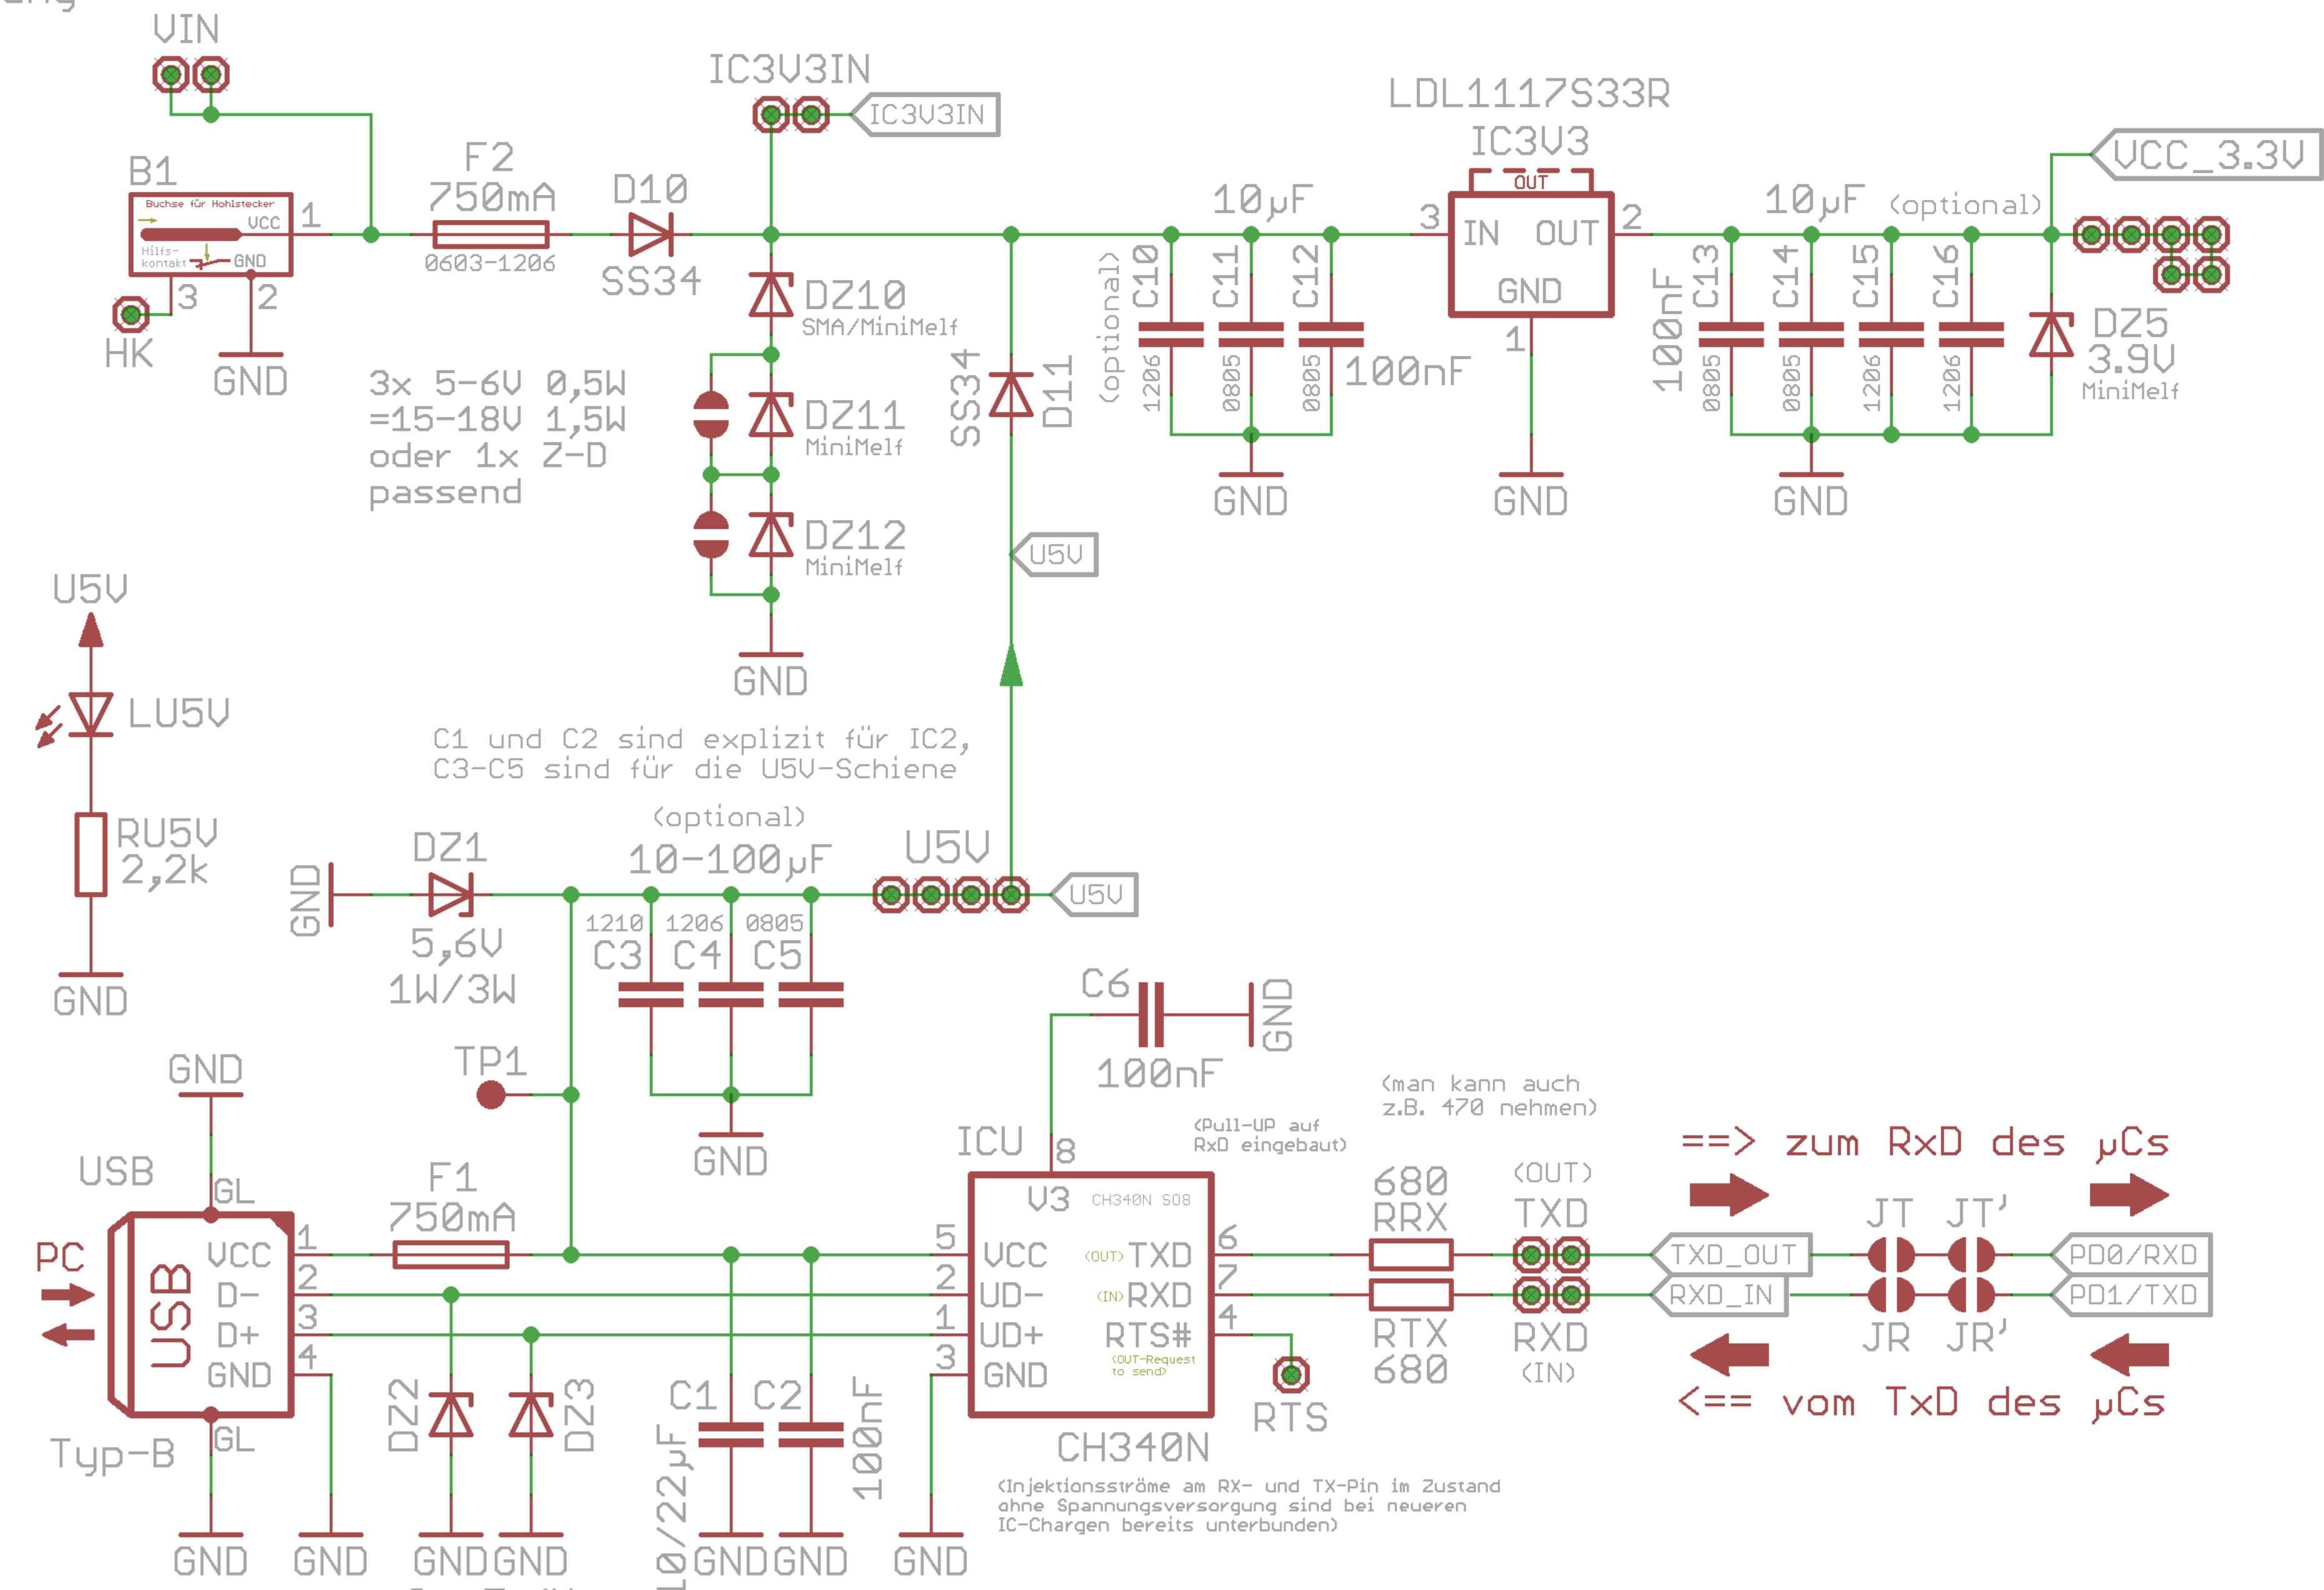 VIN
IC3V3IN
IC3V3IN
LDL1117S33R
IC3V3
OUT
VCC_3.3V
B1
Buchse für Hohlstecker
VCC
1
Hilfs-
kontakt
GND
3
2
HK
GND
F2
750mA
0603-1206
D10
SS34
DZ10
SMA/MiniMelf
DZ11
MiniMelf
DZ12
MiniMelf
GND
3x 5-6V 0,5W
=15-18V 1,5W
oder 1x Z-D
passend
SS34
D11
U5V
10µF
(optional)
C10
C11
C12
1206
0805
0805
100nF
GND
3
IN
OUT
2
GND
1
GND
10µF
(optional)
100nF
C13
C14
C15
C16
0805
0805
1206
1206
GND
DZ5
3.9V
MiniMelf
U5V
LU5V
RU5V
2,2k
GND
C1 und C2 sind explizit für IC2,
C3-C5 sind für die U5V-Schiene
(optional)
10-100µF
U5V
U5V
GND
DZ1
5,6V
1W/3W
1210
1206
0805
C3
C4
C5
GND
TP1
C6
100nF
GND
GND
USB
GL
PC
USB
VCC
D-
D+
GND
1
2
3
4
GL
Typ-B
GND
GND
F1
750mA
DZ2
DZ3
GND
GND
C1
C2
10/22µF
100nF
GND
GND
ICU
8
V3
CH340N SO8
5
2
1
3
VCC
UD-
UD+
GND
(OUT) TXD
(IN) RXD
RTS#
(OUT-Request
to send)
6
7
4
CH340N
GND
RTS
(Injektionsströme am RX- und TX-Pin im Zustand
ohne Spannungsversorgung sind bei neueren
IC-Chargen bereits unterbunden)
(Pull-UP auf
RxD eingebaut)
(man kann auch
z.B. 470 nehmen)
680
RRX
RTX
680
(OUT)
TXD
RXD
(IN)
==> zum RxD des µCs
TXD_OUT
RXD_IN
JT
JT'
JR
JR'
PD0/RXD
PD1/TXD
<== vom TxD des µCs